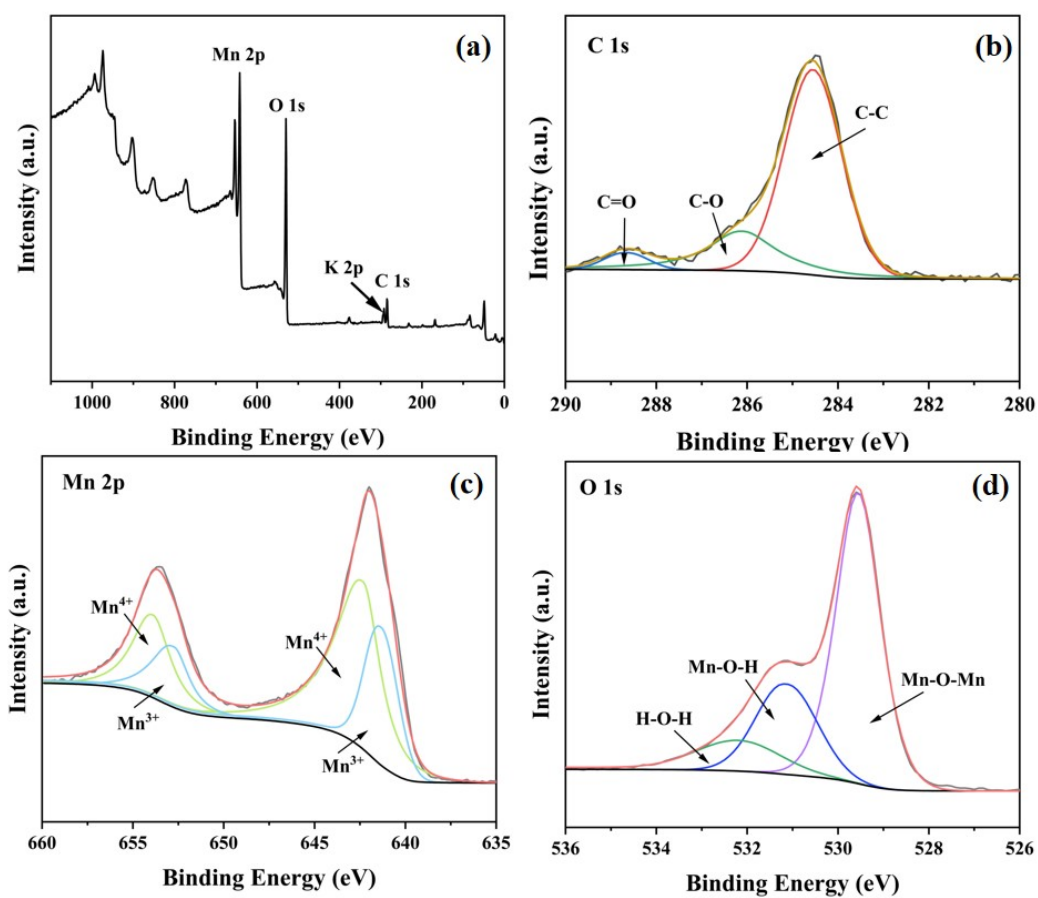 (a)
Mn 2p
O 1s
K 2p
C 1s
Intensity (a.u.)
1000 800 600 400 200 0
Binding Energy (eV)
C 1s
(b)
C-C
C=O
C-O
Intensity (a.u.)
290 288 286 284 282 280
Binding Energy (eV)
Mn 2p
(c)
Mn4+
Mn3+
Mn4+
Mn3+
Intensity (a.u.)
660 655 650 645 640 635
Binding Energy (eV)
O 1s
(d)
Mn-O-H
H-O-H
Mn-O-Mn
Intensity (a.u.)
536 534 532 530 528 526
Binding Energy (eV)